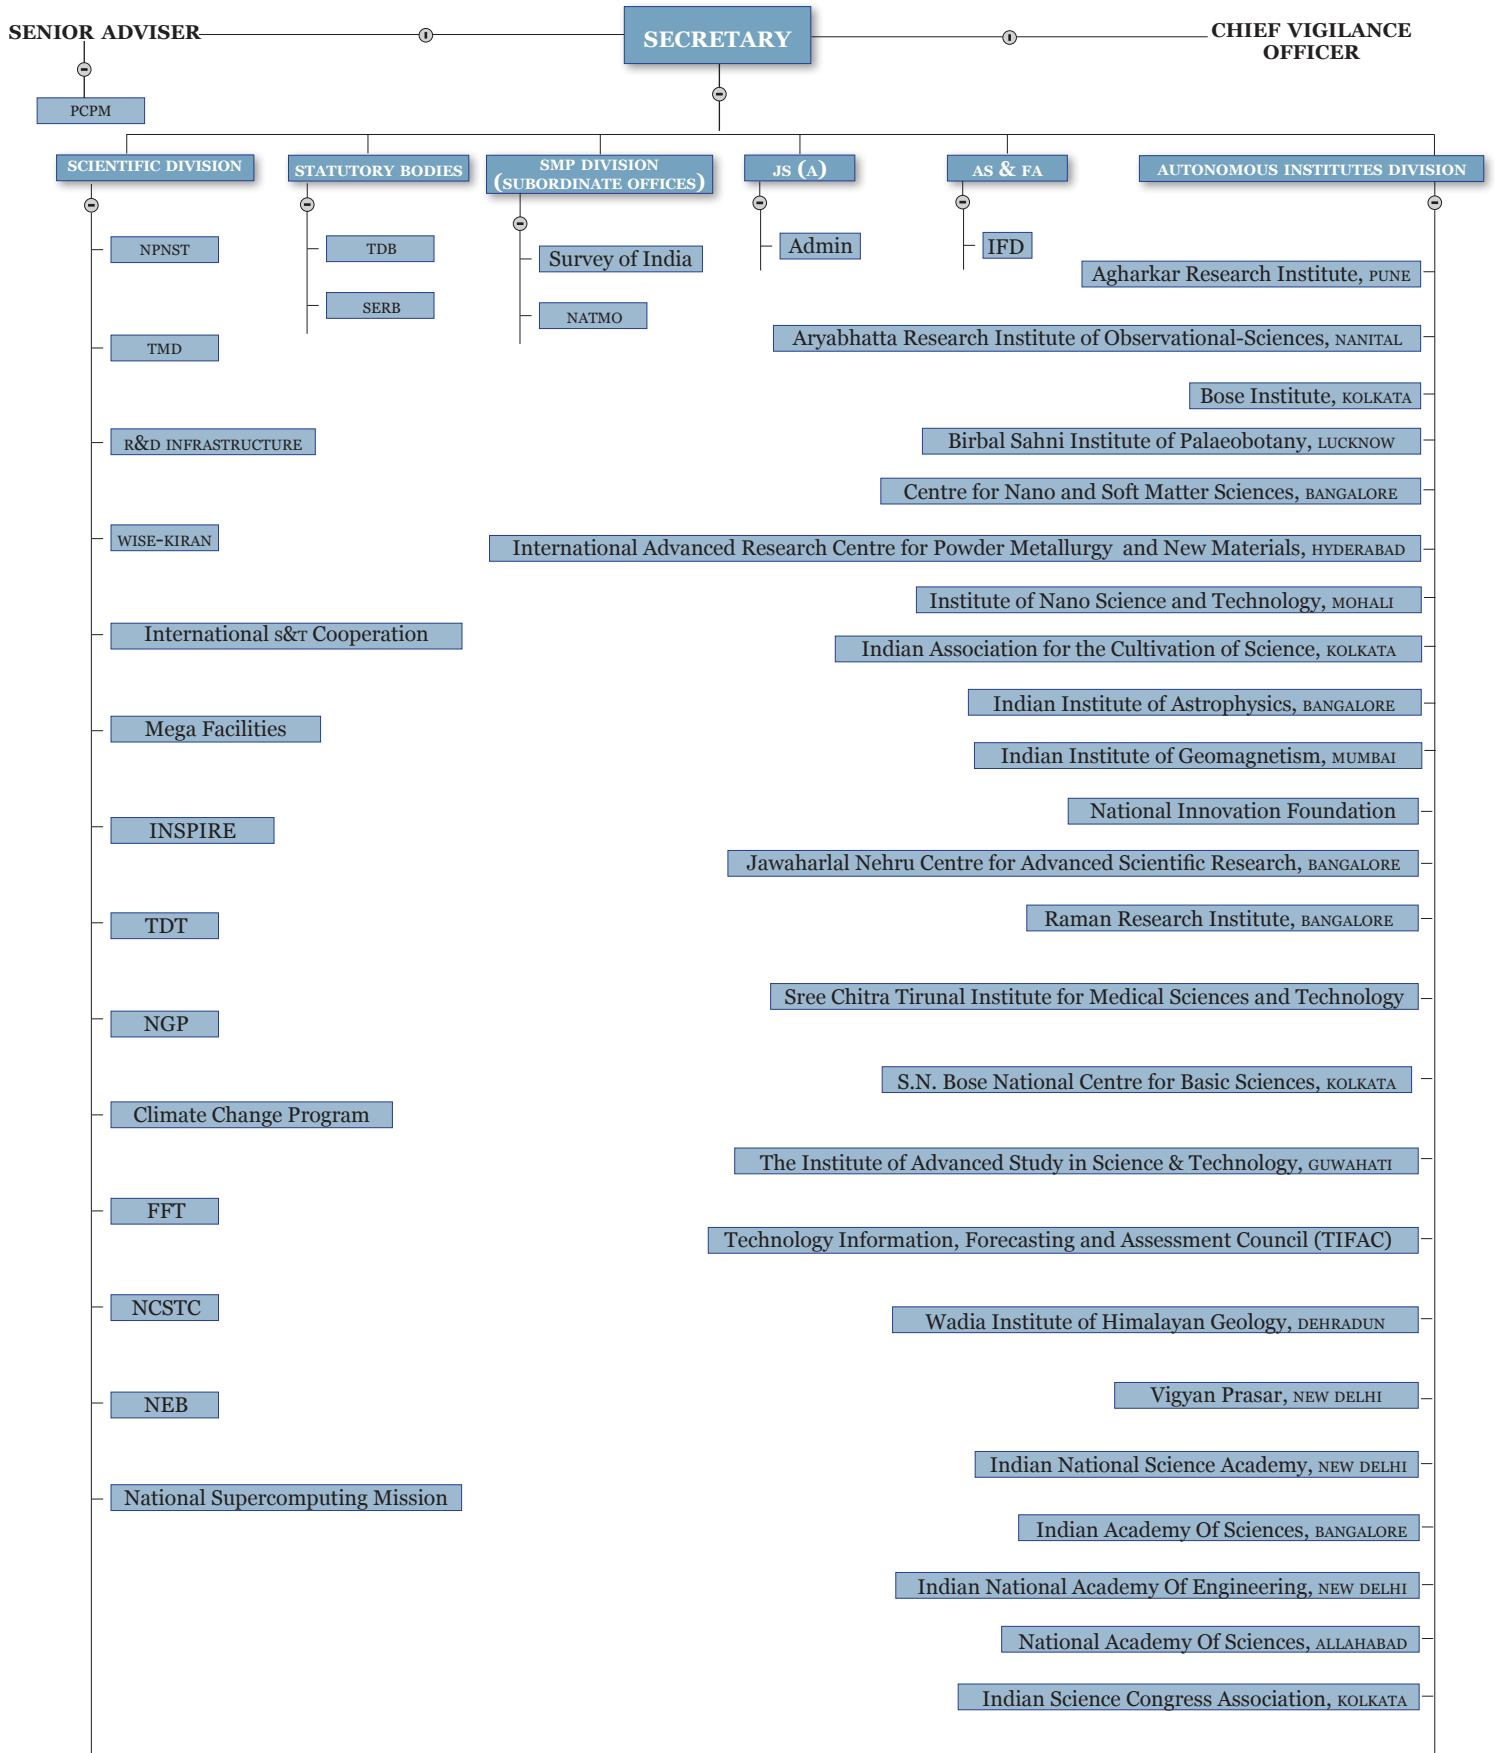 SENIOR ADVISER
SECRETARY
CHIEF VIGILANCE
OFFICER
PCPM
SCIENTIFIC DIVISION
STATUTORY BODIES
SMP DIVISION
(SUBORDINATE OFFICES)
JS (A)
AS & FA
AUTONOMOUS INSTITUTES DIVISION
NPNST
TMD
R&D INFRASTRUCTURE
WISE-KIRAN
International S&T Cooperation
Mega Facilities
INSPIRE
TDT
NGP
Climate Change Program
FFT
NCSTC
NEB
National Supercomputing Mission
TDB
SERB
Survey of India
NATMO
Admin
IFD
Agharkar Research Institute, PUNE
Aryabhatta Research Institute of Observational-Sciences, NANITAL
Bose Institute, KOLKATA
Birbal Sahni Institute of Palaeobotany, LUCKNOW
Centre for Nano and Soft Matter Sciences, BANGALORE
International Advanced Research Centre for Powder Metallurgy and New Materials, HYDERABAD
Institute of Nano Science and Technology, MOHALI
Indian Association for the Cultivation of Science, KOLKATA
Indian Institute of Astrophysics, BANGALORE
Indian Institute of Geomagnetism, MUMBAI
National Innovation Foundation
Jawaharlal Nehru Centre for Advanced Scientific Research, BANGALORE
Raman Research Institute, BANGALORE
Sree Chitra Tirunal Institute for Medical Sciences and Technology
S.N. Bose National Centre for Basic Sciences, KOLKATA
The Institute of Advanced Study in Science & Technology, GUWAHATI
Technology Information, Forecasting and Assessment Council (TIFAC)
Wadia Institute of Himalayan Geology, DEHRADUN
Vigyan Prasar, NEW DELHI
Indian National Science Academy, NEW DELHI
Indian Academy Of Sciences, BANGALORE
Indian National Academy Of Engineering, NEW DELHI
National Academy Of Sciences, ALLAHABAD
Indian Science Congress Association, KOLKATA